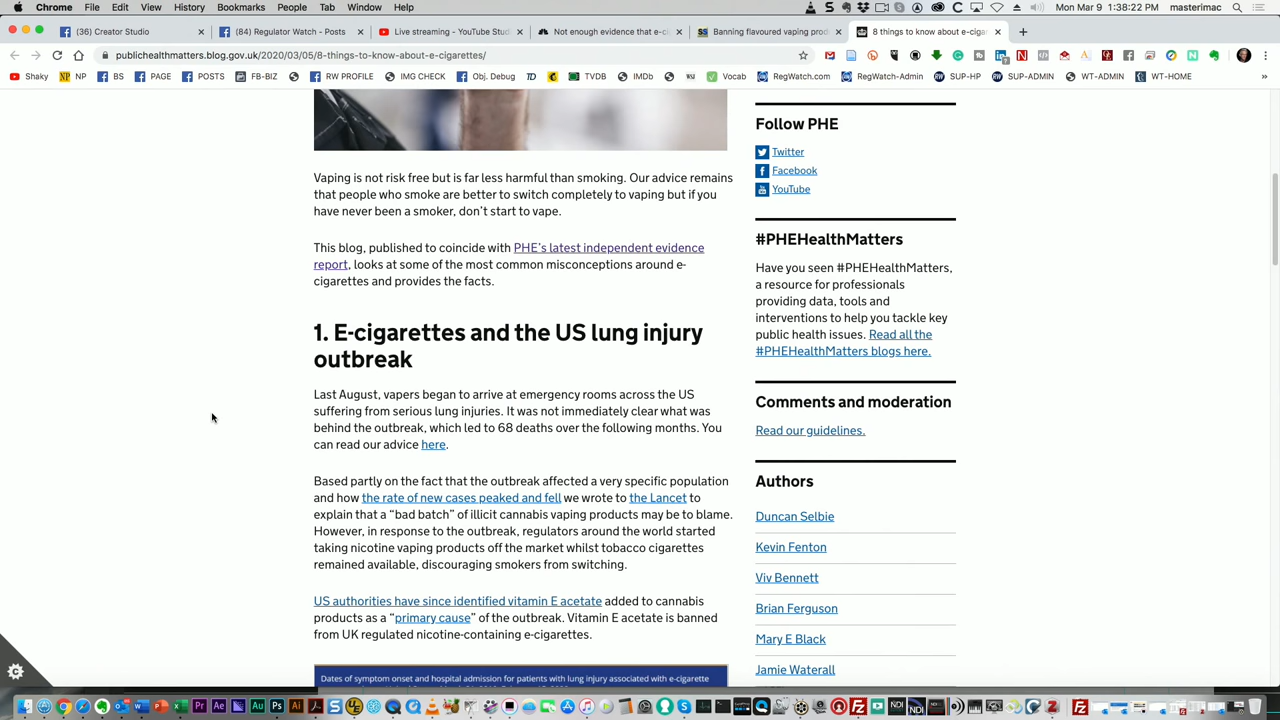 Chrome File Edit View History Bookmarks People Tab Window Help Mon Mar 9 1:38:22 PM masterimac
(36) Creator Studio
(84) Regulator Watch - Posts
Live streaming - YouTube Stud
Not enough evidence that e-ci
Banning flavoured vaping prod
8 things to know about e-cigar
publichealthmatters.blog.gov.uk/2020/03/05/8-things-to-know-about-e-cigarettes/
Shaky NP BS PAGE POSTS FB-BIZ RW PROFILE IMG CHECK Obj. Debug TD TVDB IMDb Vocab RegWatch.com RegWatch-Admin SUP-HP SUP-ADMIN WT-ADMIN WT-HOME
Vaping is not risk free but is far less harmful than smoking. Our advice remains
that people who smoke are better to switch completely to vaping but if you
have never been a smoker, don't start to vape.
This blog, published to coincide with PHE's latest independent evidence
report, looks at some of the most common misconceptions around e-
cigarettes and provides the facts.
1. E-cigarettes and the US lung injury
outbreak
Last August, vapers began to arrive at emergency rooms across the US
suffering from serious lung injuries. It was not immediately clear what was
behind the outbreak, which led to 68 deaths over the following months. You
can read our advice here.
Based partly on the fact that the outbreak affected a very specific population
and how the rate of new cases peaked and fell we wrote to the Lancet to
explain that a “bad batch” of illicit cannabis vaping products may be to blame.
However, in response to the outbreak, regulators around the world started
taking nicotine vaping products off the market whilst tobacco cigarettes
remained available, discouraging smokers from switching.
US authorities have since identified vitamin E acetate added to cannabis
products as a “primary cause” of the outbreak. Vitamin E acetate is banned
from UK regulated nicotine-containing e-cigarettes.
Dates of symptom onset and hospital admission for patients with lung injury associated with e-cigarette
Follow PHE
Twitter
Facebook
YouTube
#PHEHealthMatters
Have you seen #PHEHealthMatters,
a resource for professionals
providing data, tools and
interventions to help you tackle key
public health issues. Read all the
#PHEHealthMatters blogs here.
Comments and moderation
Read our guidelines.
Authors
Duncan Selbie
Kevin Fenton
Viv Bennett
Brian Ferguson
Mary E Black
Jamie Waterall